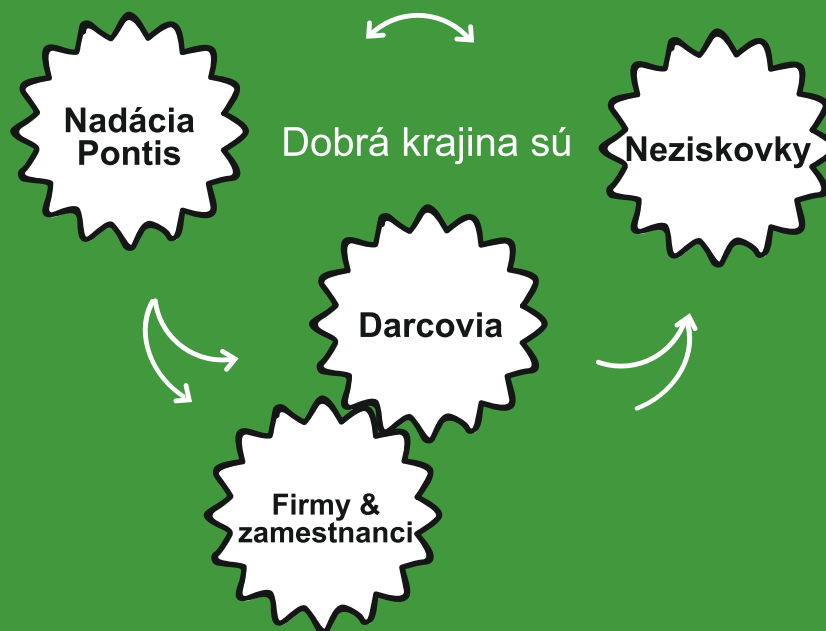 Nadácia
Pontis
Dobrá krajina sú
Neziskovky
Darcovia
Firmy &
zamestnanci